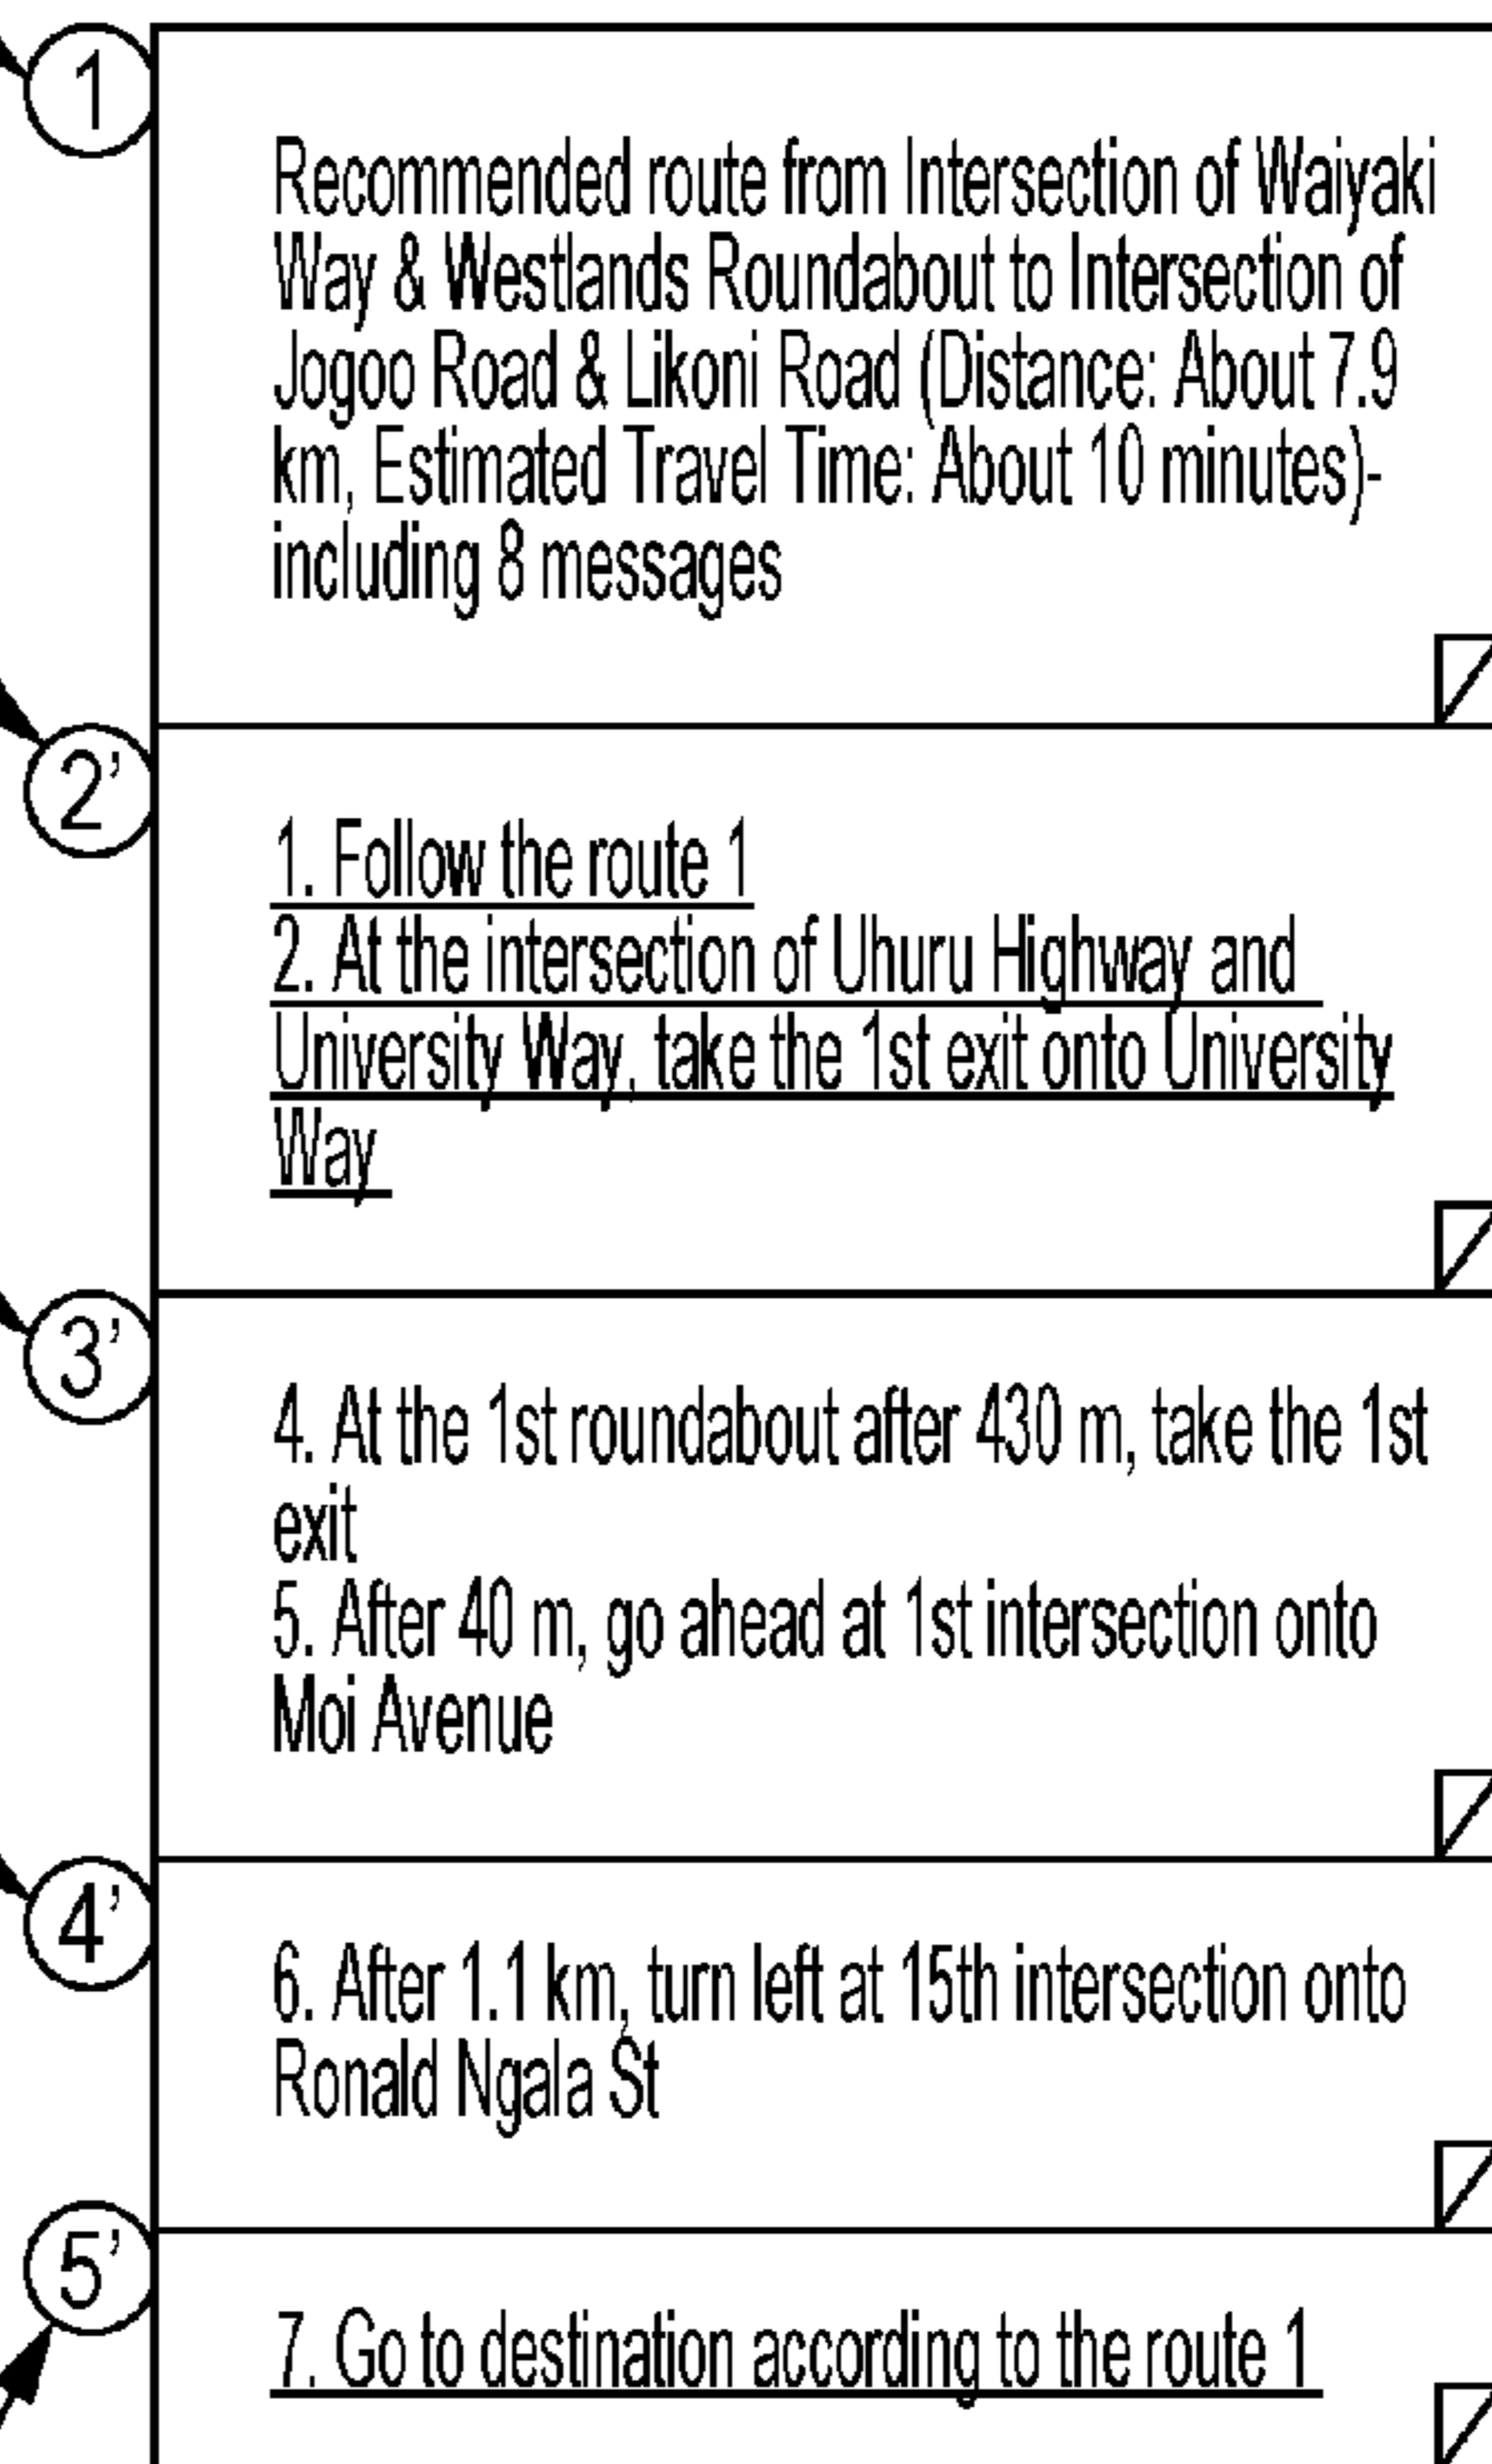 1
Recommended route from Intersection of Waiyaki
Way & Westlands Roundabout to Intersection of
Jogoo Road & Likoni Road (Distance: About 7.9
km, Estimated Travel Time: About 10 minutes)-
including 8 messages
2'
1. Follow the route 1
2. At the intersection of Uhuru Highway and
University Way, take the 1st exit onto University
Way
3'
4. At the 1st roundabout after 430 m, take the 1st
exit
5. After 40 m, go ahead at 1st intersection onto
Moi Avenue
4'
6. After 1.1 km, turn left at 15th intersection onto
Ronald Ngala St
5'
7. Go to destination according to the route 1